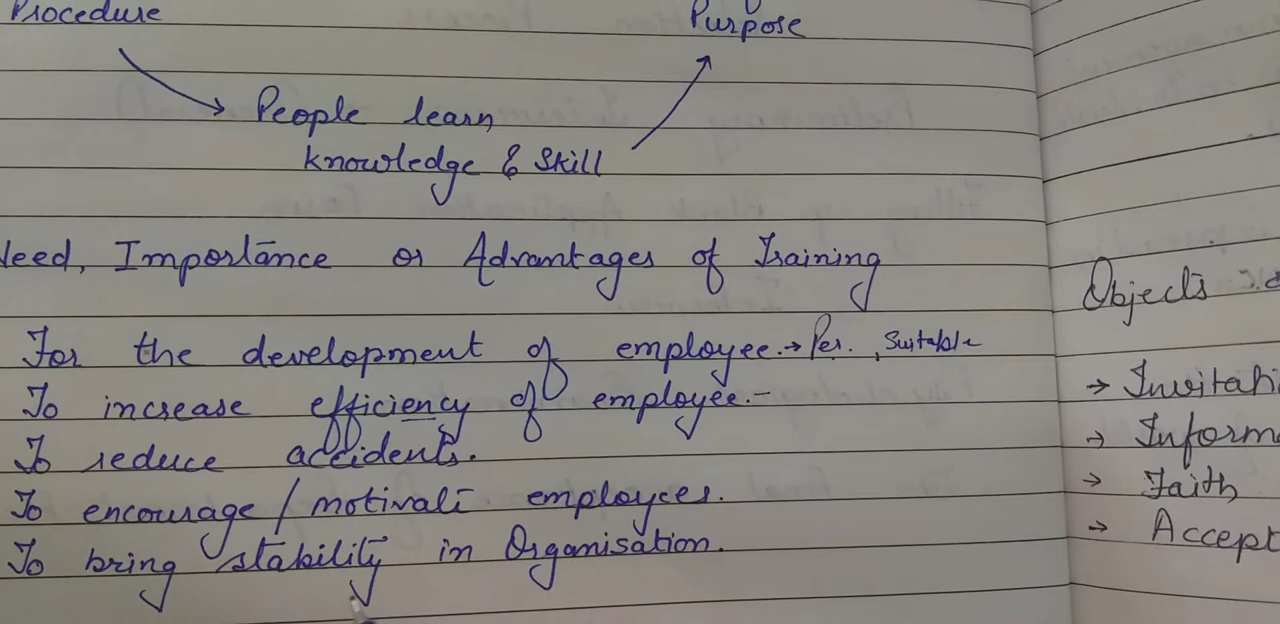 Procedure
Purpose
People learn
knowledge & Skill
Need, Importance or Advantages of Training
For the development of employee.→ Per. , Suitable
To increase efficiency of employee.-
To reduce accidents.
To encourage / motivate employees.
To bring stability in Organisation.
Objects
→ Invitati
→ Inform
→ Faith
→ Accept